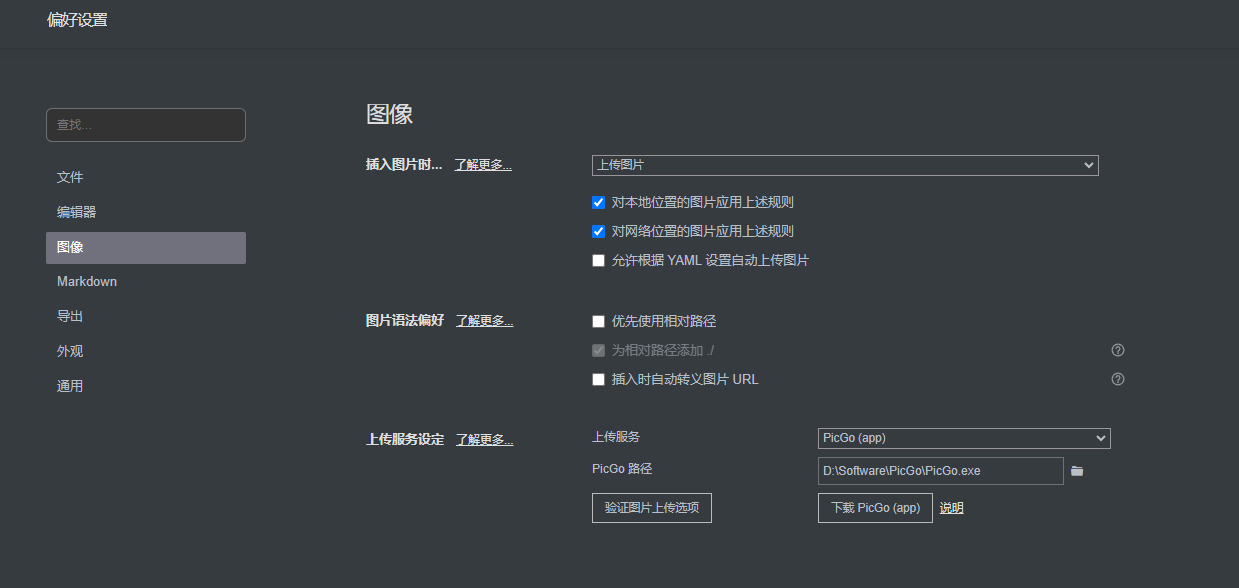 偏好设置
查找...
文件
编辑器
图像
Markdown
导出
外观
通用
图像
插入图片时... 了解更多... 上传图片
对本地位置的图片应用上述规则
对网络位置的图片应用上述规则
允许根据 YAML 设置自动上传图片
图片语法偏好 了解更多... 优先使用相对路径
为相对路径添加 ./
插入时自动转义图片 URL
上传服务设定 了解更多... 上传服务 PicGo (app)
PicGo 路径 D:\Software\PicGo\PicGo.exe
验证图片上传选项 下载 PicGo (app) 说明